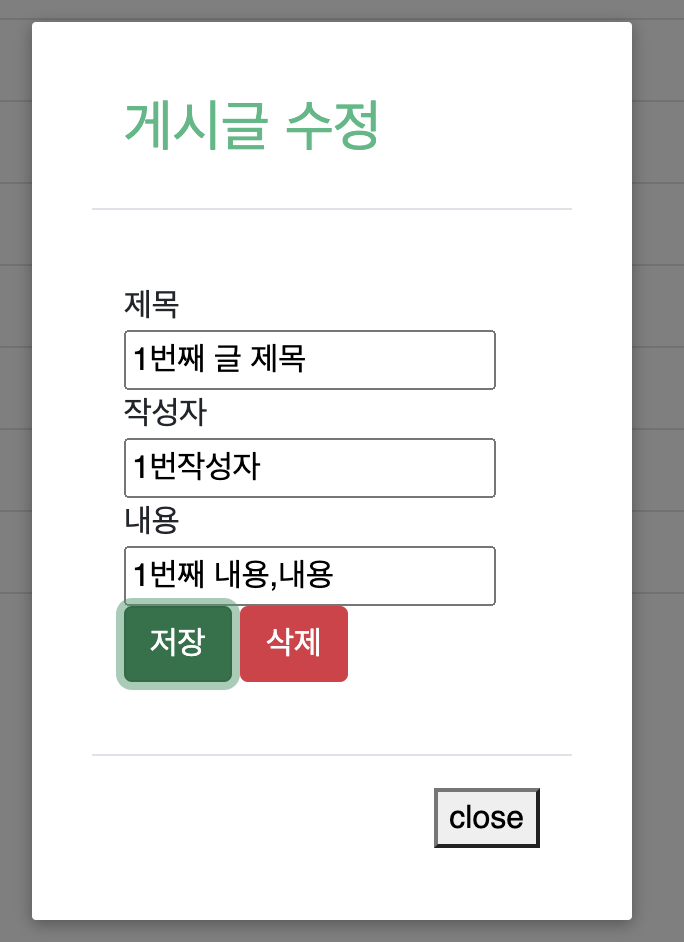 게시글 수정
제목
1번째 글 제목
작성자
1번작성자
내용
1번째 내용,내용
저장 삭제
close